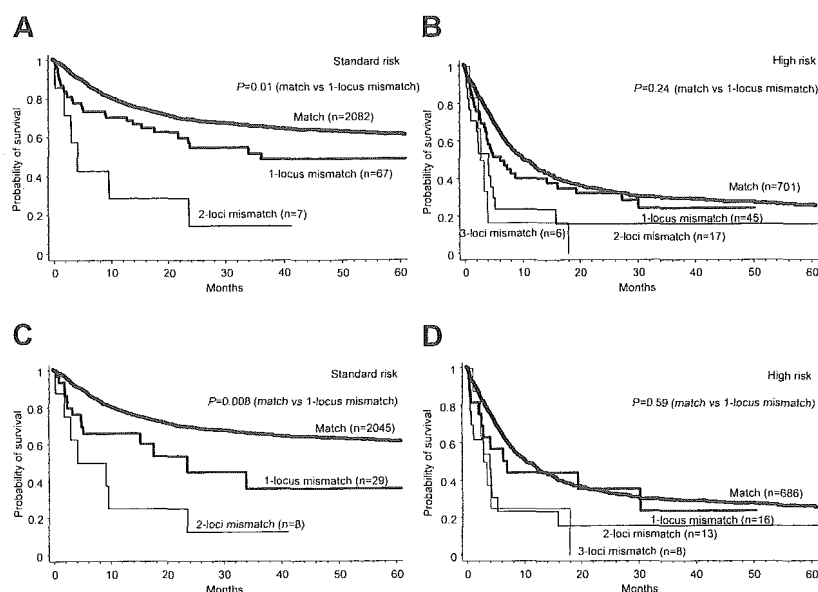 A
Standard risk
P=0.01 (match vs 1-locus mismatch)
Match (n=2082)
1-locus mismatch (n=67)
2-loci mismatch (n=7)
Probability of survival
1
0.8
0.6
0.4
0.2
0
0 10 20 30 40 50 60
Months
B
High risk
P=0.24 (match vs 1-locus mismatch)
Match (n=701)
1-locus mismatch (n=45)
3-loci mismatch (n=6)
2-loci mismatch (n=17)
Probability of survival
1
0.8
0.6
0.4
0.2
0
0 10 20 30 40 50 60
Months
C
Standard risk
P=0.008 (match vs 1-locus mismatch)
Match (n=2045)
1-locus mismatch (n=29)
2-loci mismatch (n=8)
Probability of survival
1
0.8
0.6
0.4
0.2
0
0 10 20 30 40 50 60
Months
D
High risk
P=0.59 (match vs 1-locus mismatch)
Match (n=686)
1-locus mismatch (n=16)
2-loci mismatch (n=13)
3-loci mismatch (n=8)
Probability of survival
1
0.8
0.6
0.4
0.2
0
0 10 20 30 40 50 60
Months